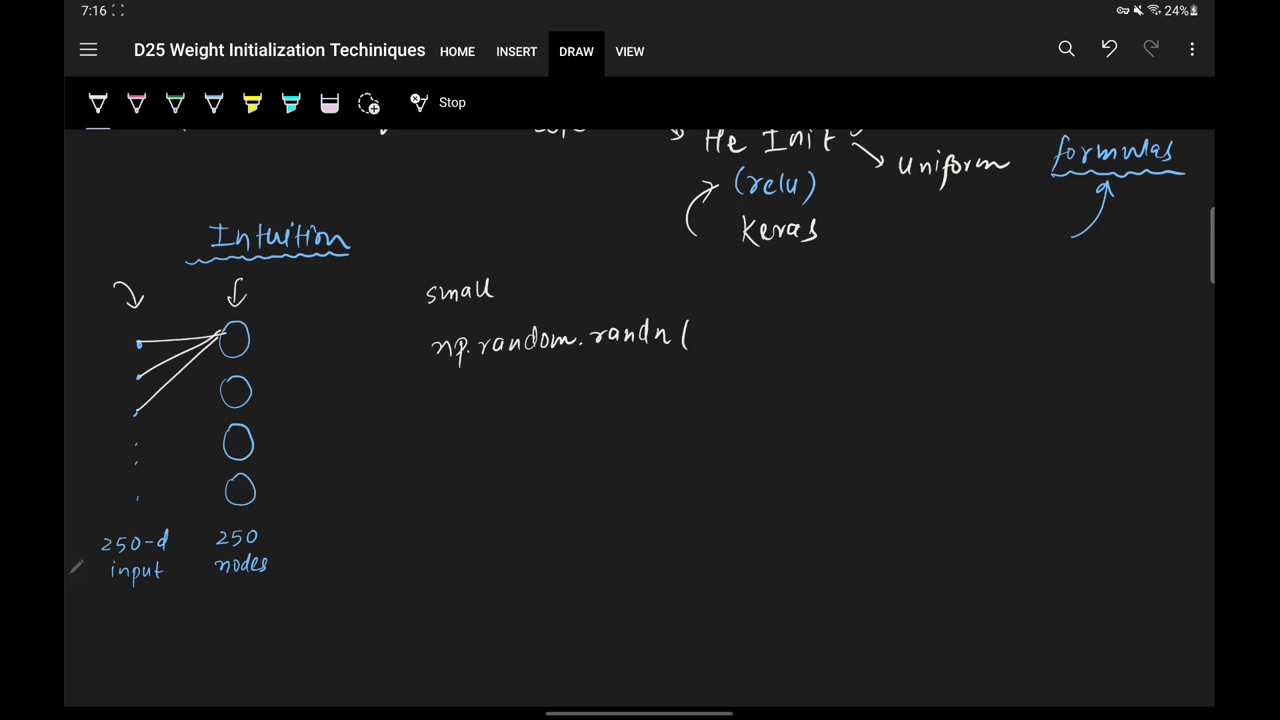 7:16
24%
D25 Weight Initialization Techiniques HOME INSERT DRAW VIEW
Stop
He Init
Uniform
formulas
(relu)
Keras
Intuition
small
np.random.randn(
250-d input
250 nodes